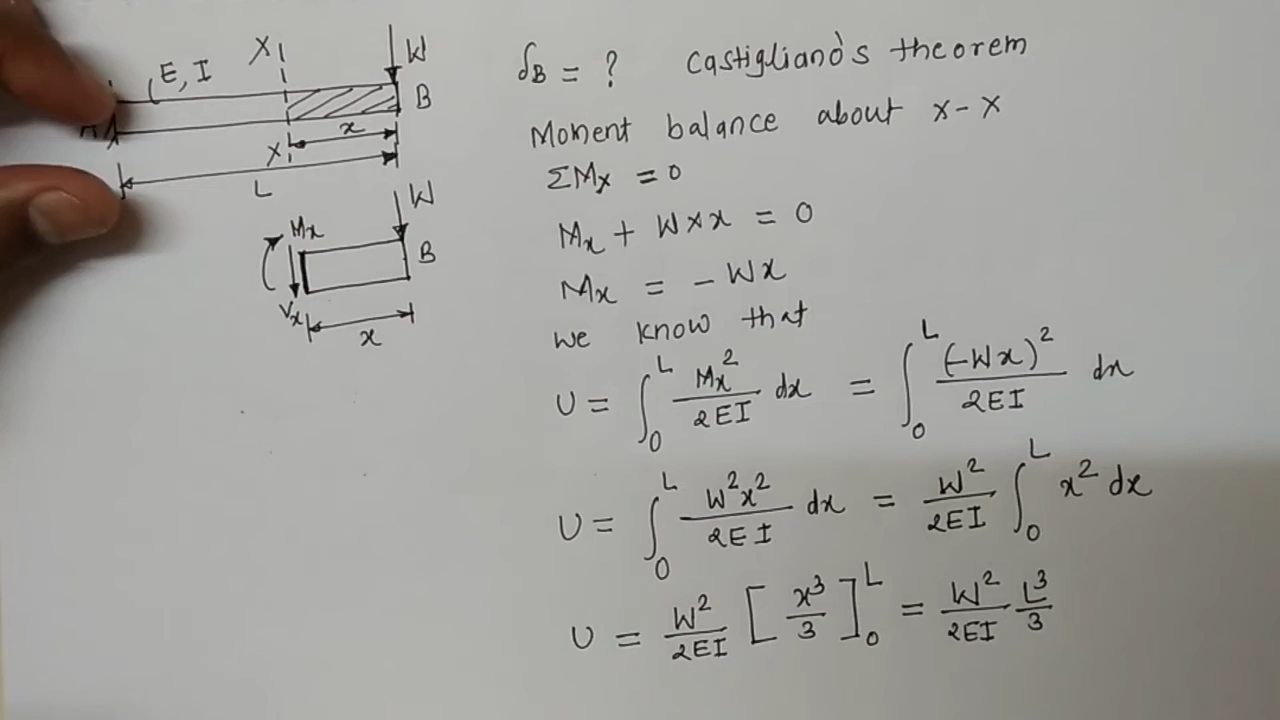 E, I
X
W
B
x
X
L
W
Mx
B
Vx
x
δB = ? Castigliano's theorem
Moment balance about x-x
ΣMx = 0
Mx + W×x = 0
Mx = -Wx
We know that
U = ∫₀ᴸ Mx²/2EI dx = ∫₀ᴸ (-Wx)²/2EI dx
U = ∫₀ᴸ W²x²/2EI dx = W²/2EI ∫₀ᴸ x² dx
U = W²/2EI [x³/3]₀ᴸ = W²/2EI L³/3